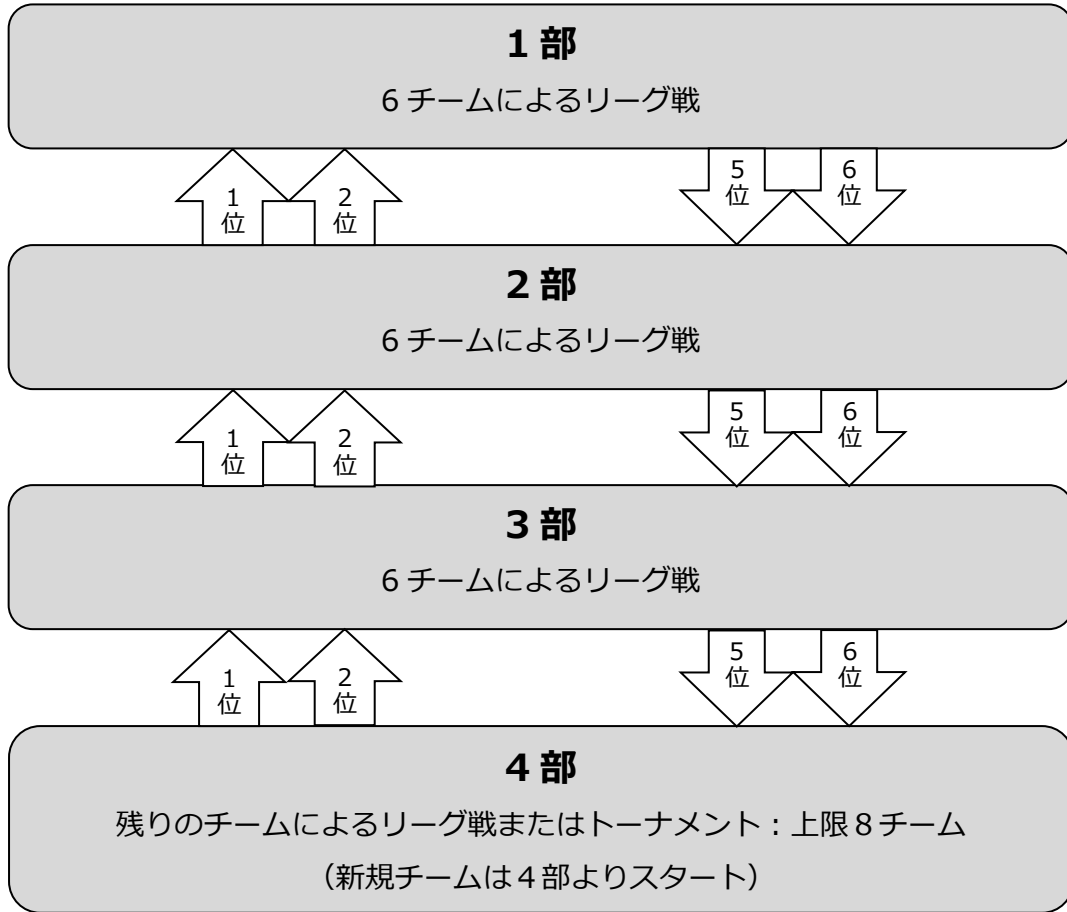 １部
６チームによるリーグ戦
1
位
2
位
5
位
6
位
２部
６チームによるリーグ戦
1
位
2
位
5
位
6
位
３部
６チームによるリーグ戦
1
位
2
位
5
位
6
位
４部
残りのチームによるリーグ戦またはトーナメント：上限８チーム
（新規チームは４部よりスタート）